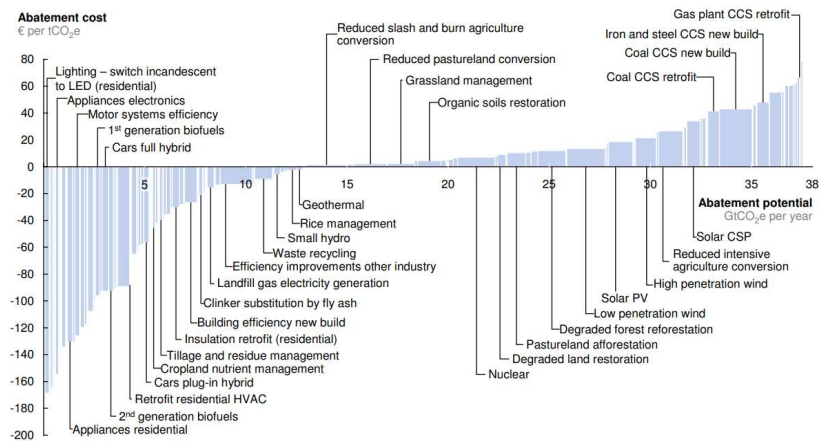 Abatement cost
€ per tCO2e
Gas plant CCS retrofit
Iron and steel CCS new build
Coal CCS new build
Coal CCS retrofit
Reduced slash and burn agriculture
conversion
Reduced pastureland conversion
Grassland management
Organic soils restoration
Lighting – switch incandescent
to LED (residential)
Appliances electronics
Motor systems efficiency
1st generation biofuels
Cars full hybrid
80
60
40
20
0
-20
-40
-60
-80
-100
-120
-140
-160
-180
-200
5
10
15
20
25
30
35
38
Abatement potential
GtCO2e per year
Geothermal
Rice management
Small hydro
Waste recycling
Efficiency improvements other industry
Landfill gas electricity generation
Clinker substitution by fly ash
Building efficiency new build
Insulation retrofit (residential)
Tillage and residue management
Cropland nutrient management
Cars plug-in hybrid
Retrofit residential HVAC
2nd generation biofuels
Appliances residential
Solar CSP
Reduced intensive
agriculture conversion
High penetration wind
Solar PV
Low penetration wind
Degraded forest reforestation
Pastureland afforestation
Degraded land restoration
Nuclear